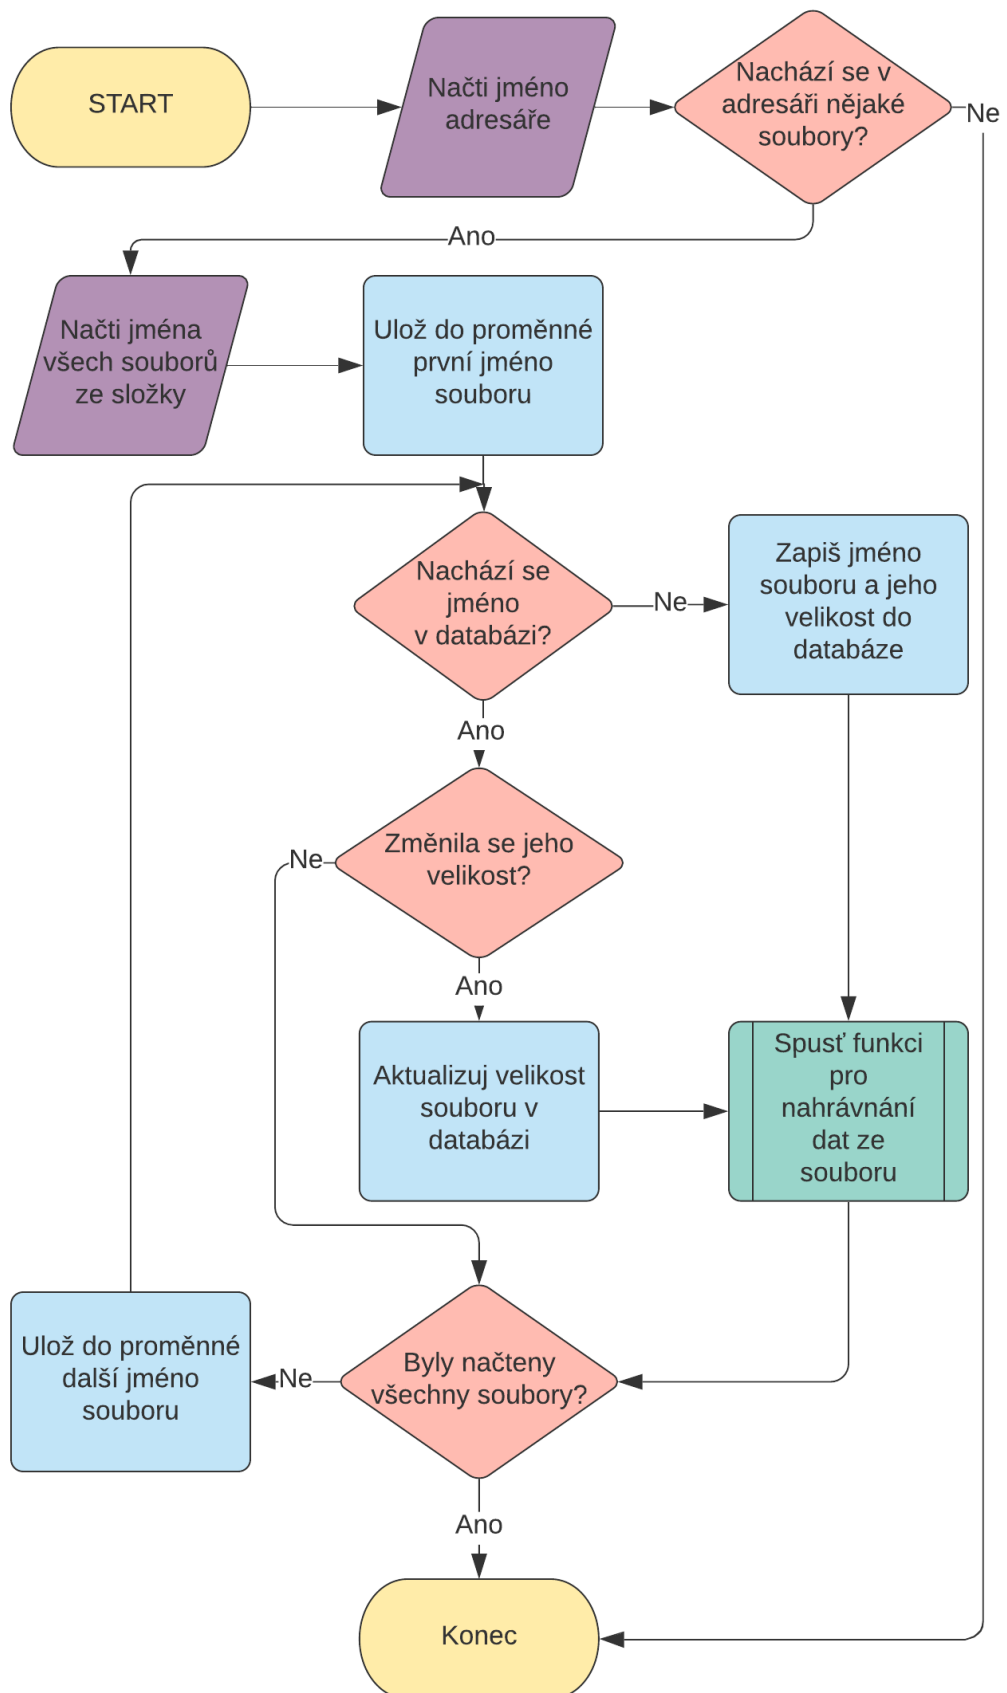 START
Načti jméno
adresáře
Nachází se v
adresáři nějaké
soubory?
Ne
Ano
Načti jména
všech souborů
ze složky
Ulož do proměnné
první jméno
souboru
Nachází se
jméno
v databázi?
Ne
Zapiš jméno
souboru a jeho
velikost do
databáze
Ano
Změnila se jeho
velikost?
Ne
Ano
Aktualizuj velikost
souboru v
databázi
Spusť funkci
pro
nahrávnání
dat ze
souboru
Ulož do proměnné
další jméno
souboru
Ne
Byly načteny
všechny soubory?
Ano
Konec